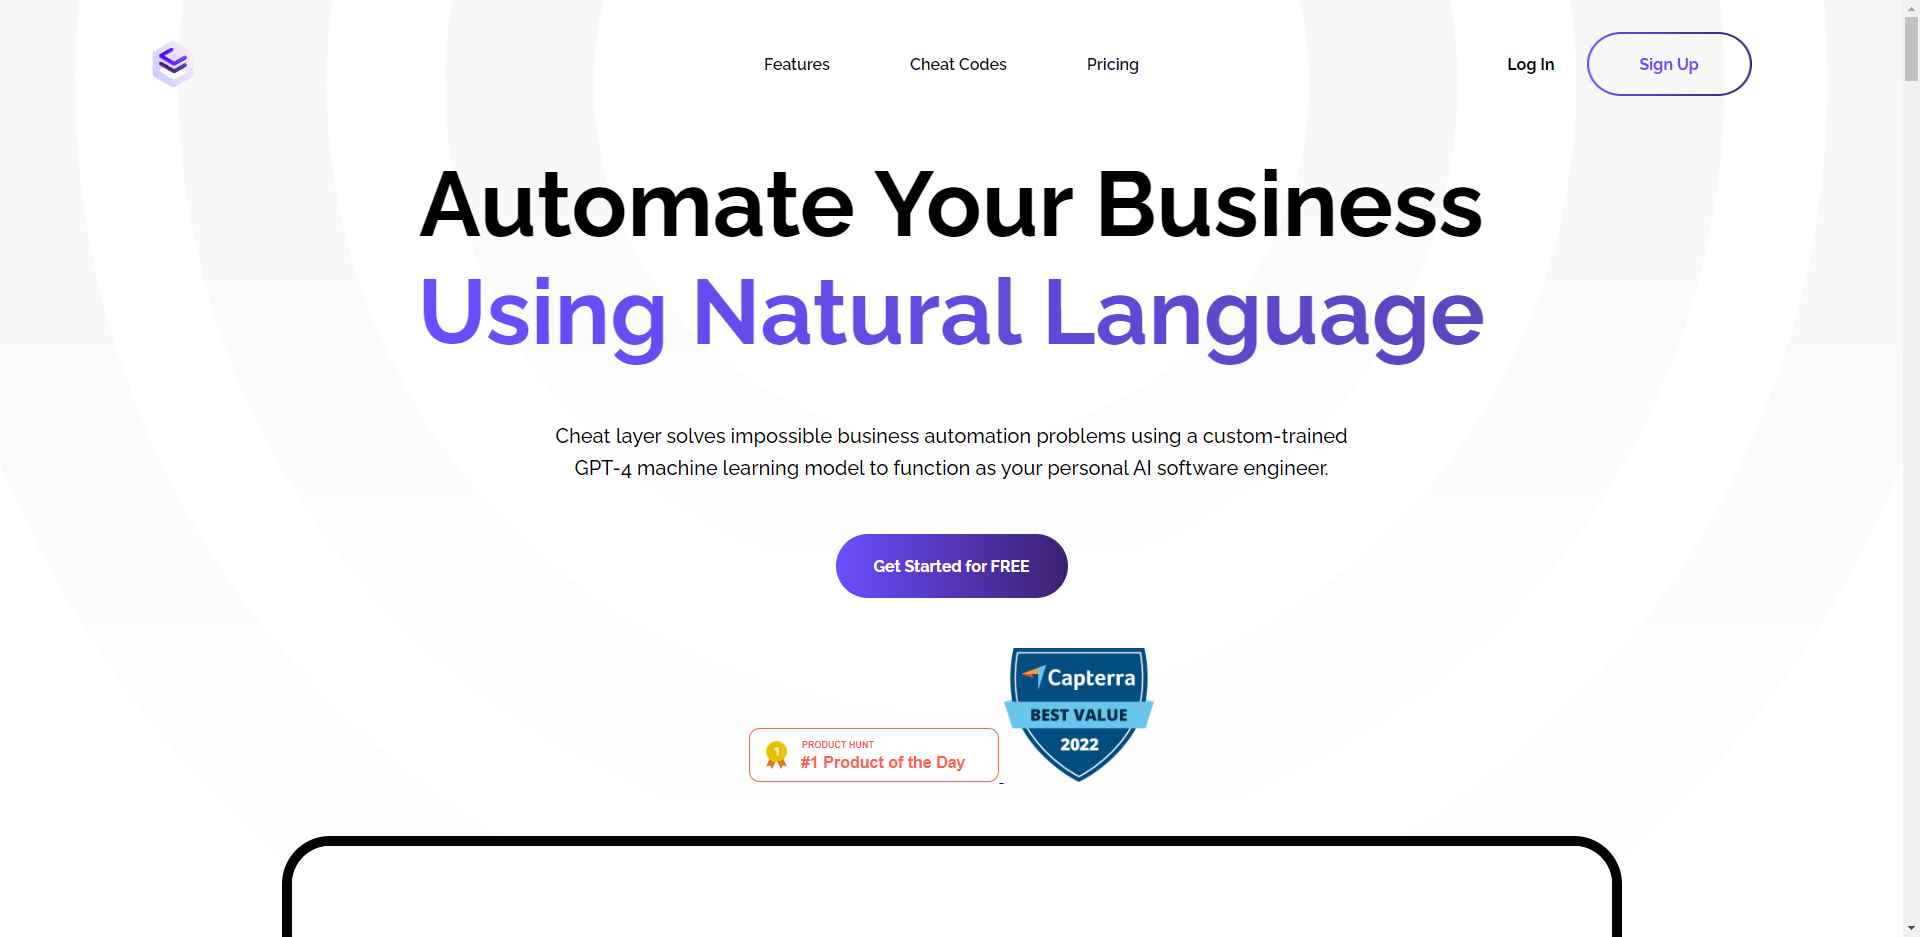 Features
Cheat Codes
Pricing
Log In
Sign Up
Automate Your Business
Using Natural Language
Cheat layer solves impossible business automation problems using a custom-trained
GPT-4 machine learning model to function as your personal AI software engineer.
Get Started for FREE
1
PRODUCT HUNT
#1 Product of the Day
Capterra
BEST VALUE
2022